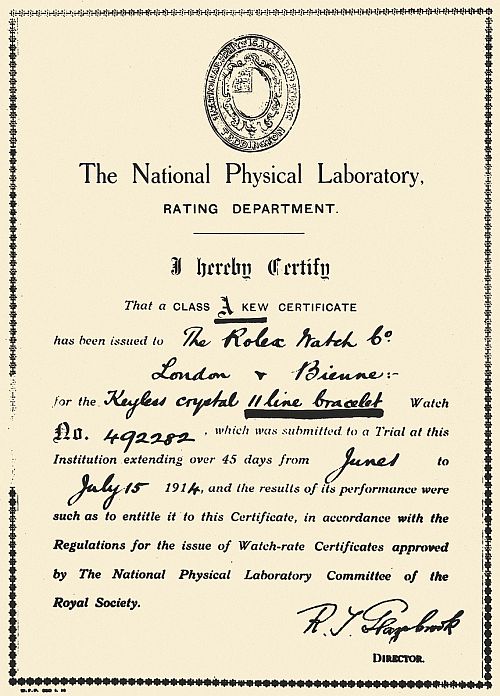 The National Physical Laboratory,
RATING DEPARTMENT.
I hereby Certify
That a CLASS A KEW CERTIFICATE
has been issued to The Rolex Watch Co
London & Bienne:-
for the Keyless crystal 11 line bracelet Watch
No. 492282, which was submitted to a Trial at this
Institution extending over 45 days from June 1 to
July 15 1914, and the results of its performance were
such as to entitle it to this Certificate, in accordance with the
Regulations for the issue of Watch-rate Certificates approved
by The National Physical Laboratory Committee of the
Royal Society.
R. T. Glazebrook
DIRECTOR.